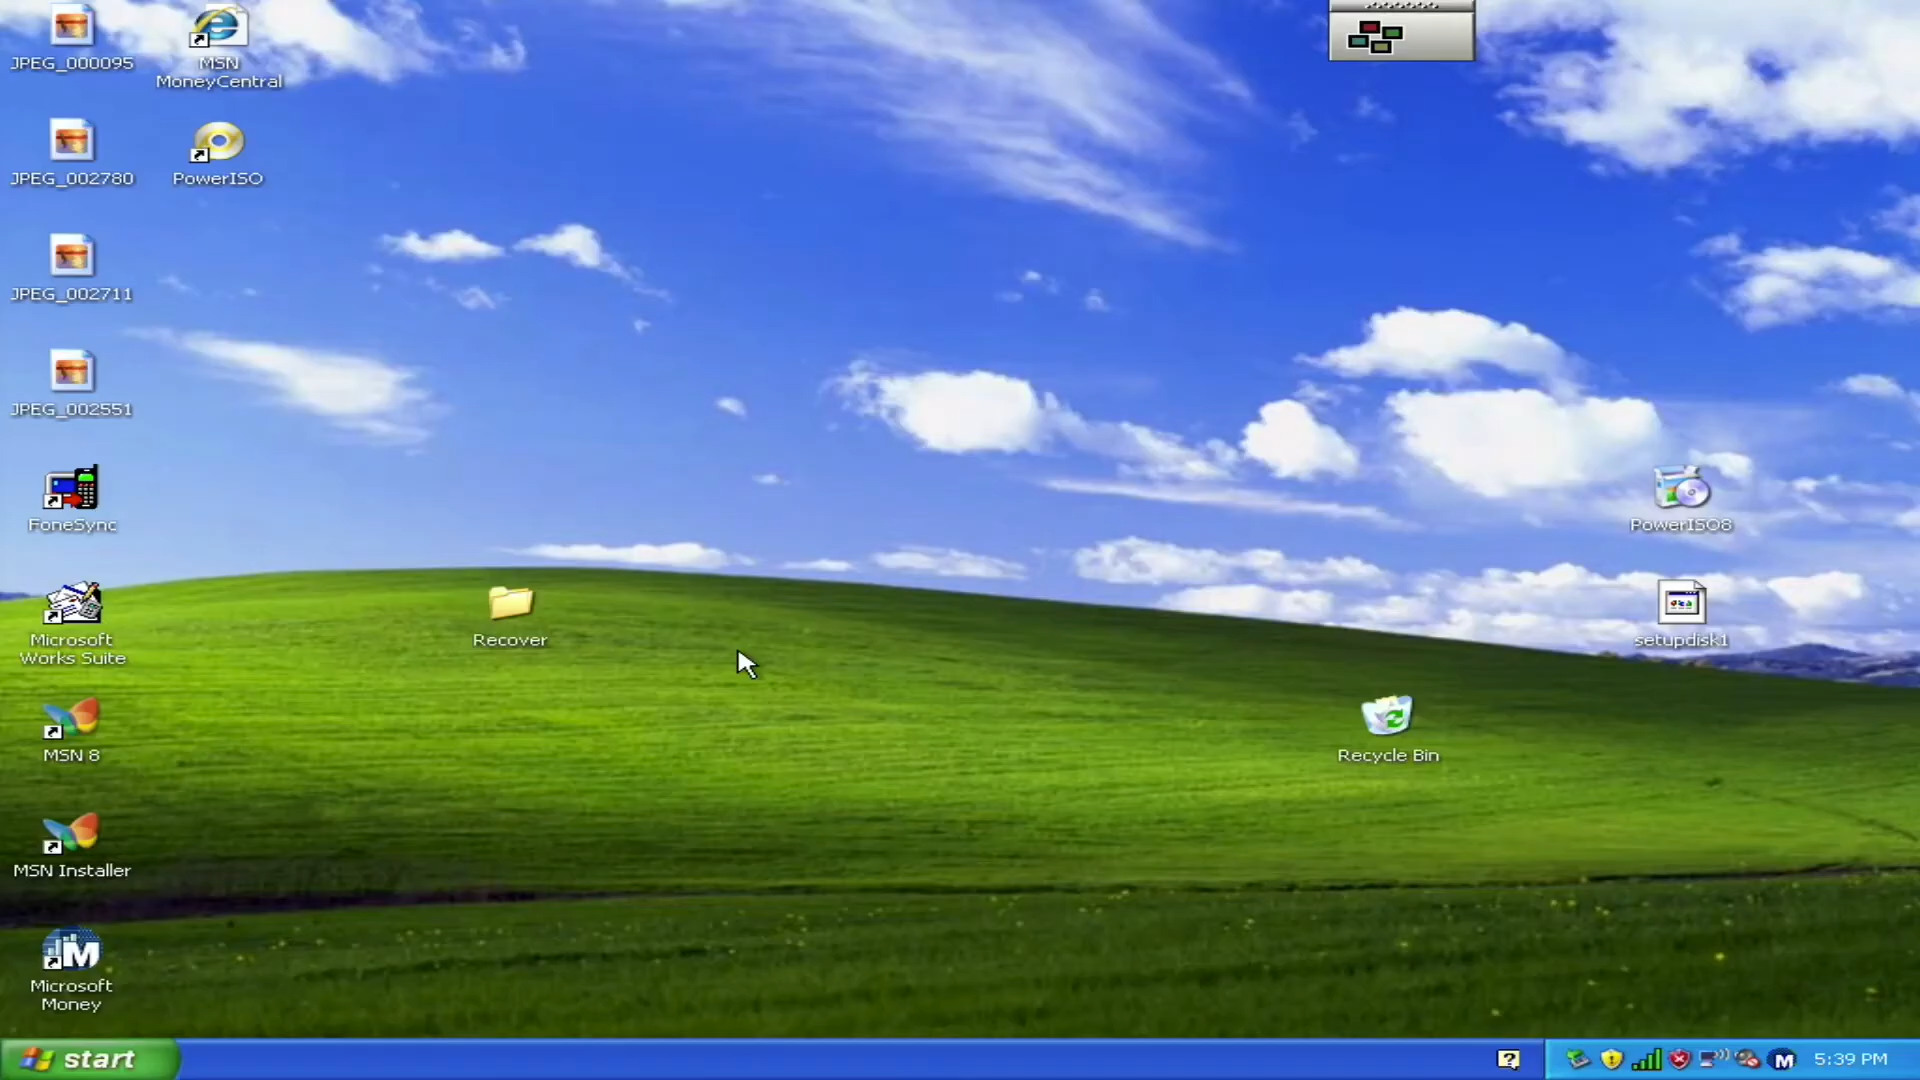 JPEG_000095
MSN
MoneyCentral
JPEG_002780
PowerISO
JPEG_002711
JPEG_002551
FoneSync
PowerISO8
Microsoft
Works Suite
Recover
setupdisk1
MSN 8
Recycle Bin
MSN Installer
Microsoft
Money
start
5:39 PM